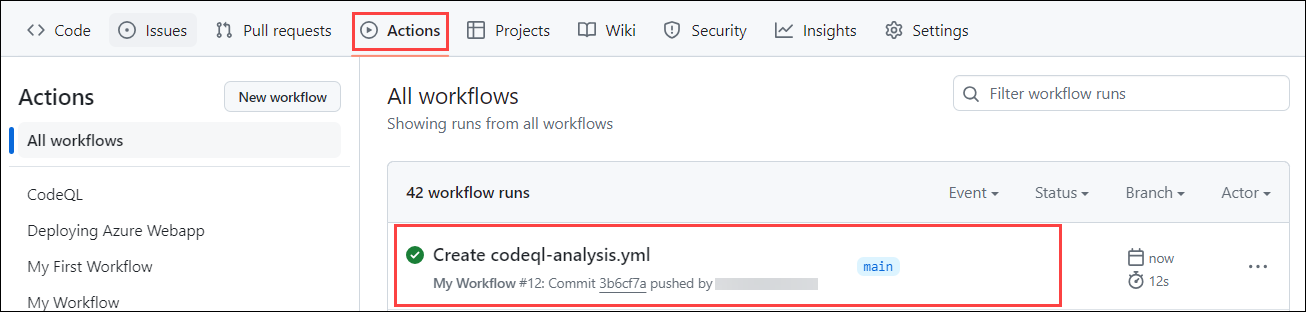 Code Issues Pull requests Actions Projects Wiki Security Insights Settings
Actions
New workflow
All workflows
CodeQL
Deploying Azure Webapp
My First Workflow
My Workflow
All workflows
Showing runs from all workflows
Filter workflow runs
42 workflow runs
Event Status Branch Actor
Create codeql-analysis.yml
My Workflow #12: Commit 3b6cf7a pushed by
main
now
12s